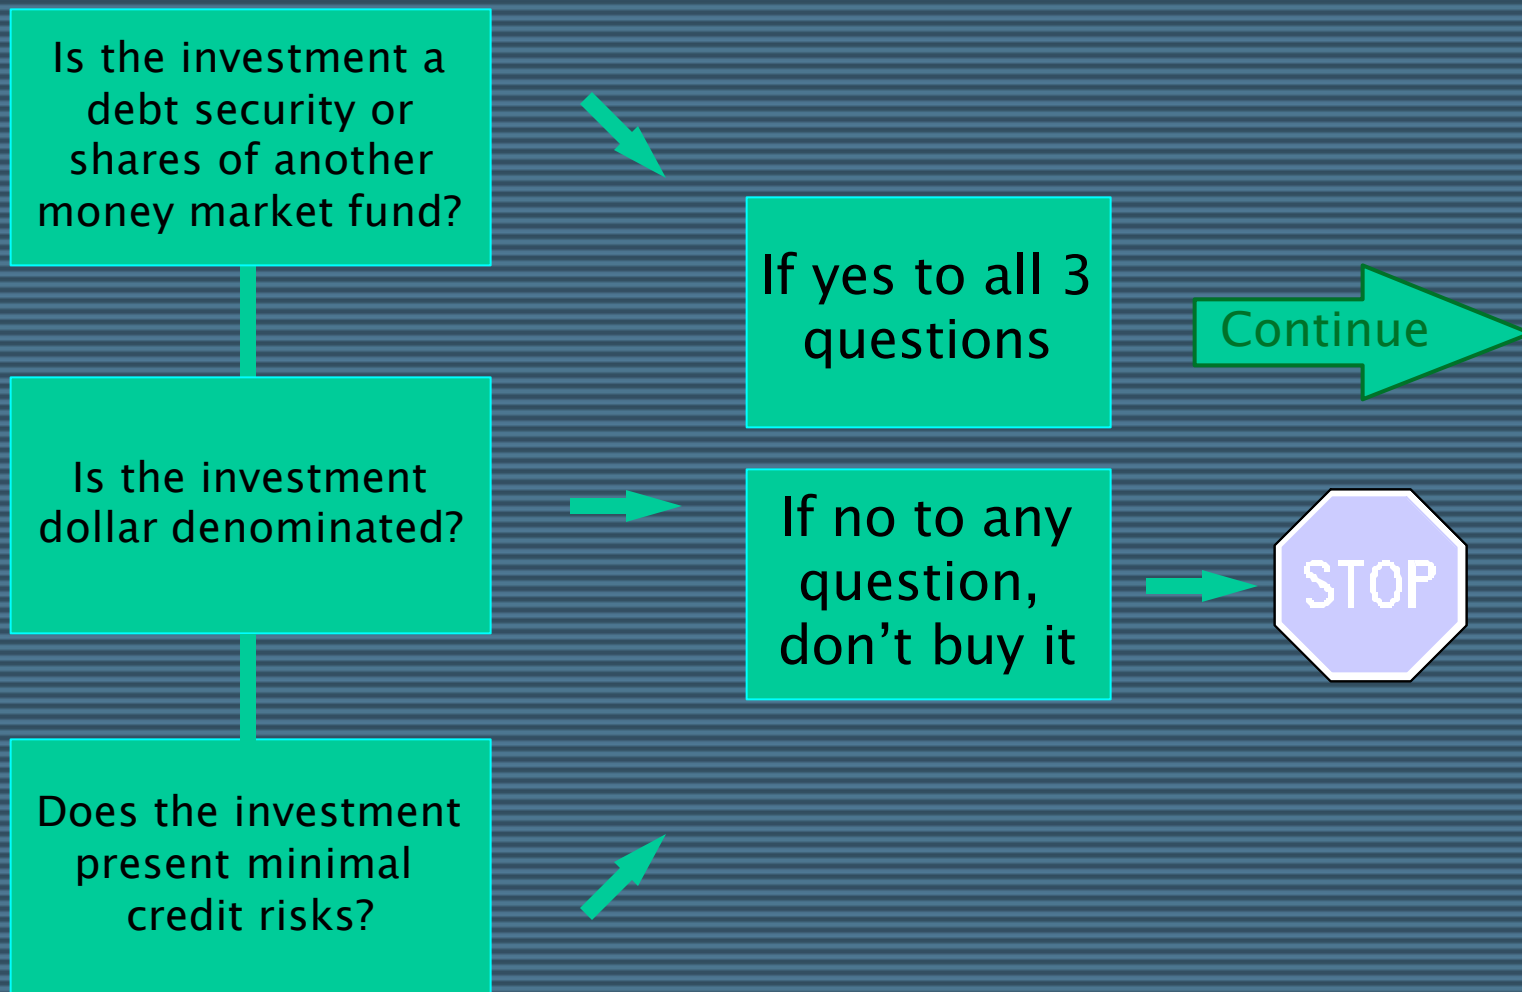 Is the investment a
debt security or
shares of another
money market fund?
Is the investment
dollar denominated?
Does the investment
present minimal
credit risks?
If yes to all 3
questions
Continue
If no to any
question,
don’t buy it
STOP